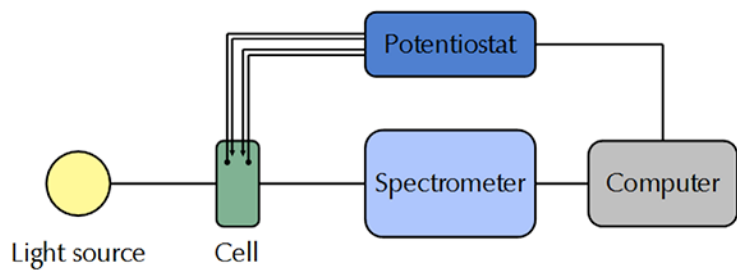 Potentiostat
Spectrometer
Computer
Light source
Cell